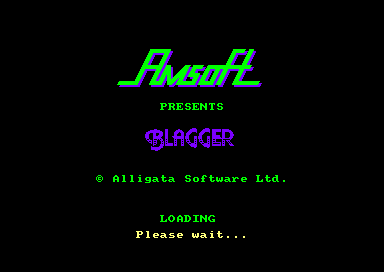 Amsoft
PRESENTS
BLAGGER
© Alligata Software Ltd.
LOADING
Please wait...